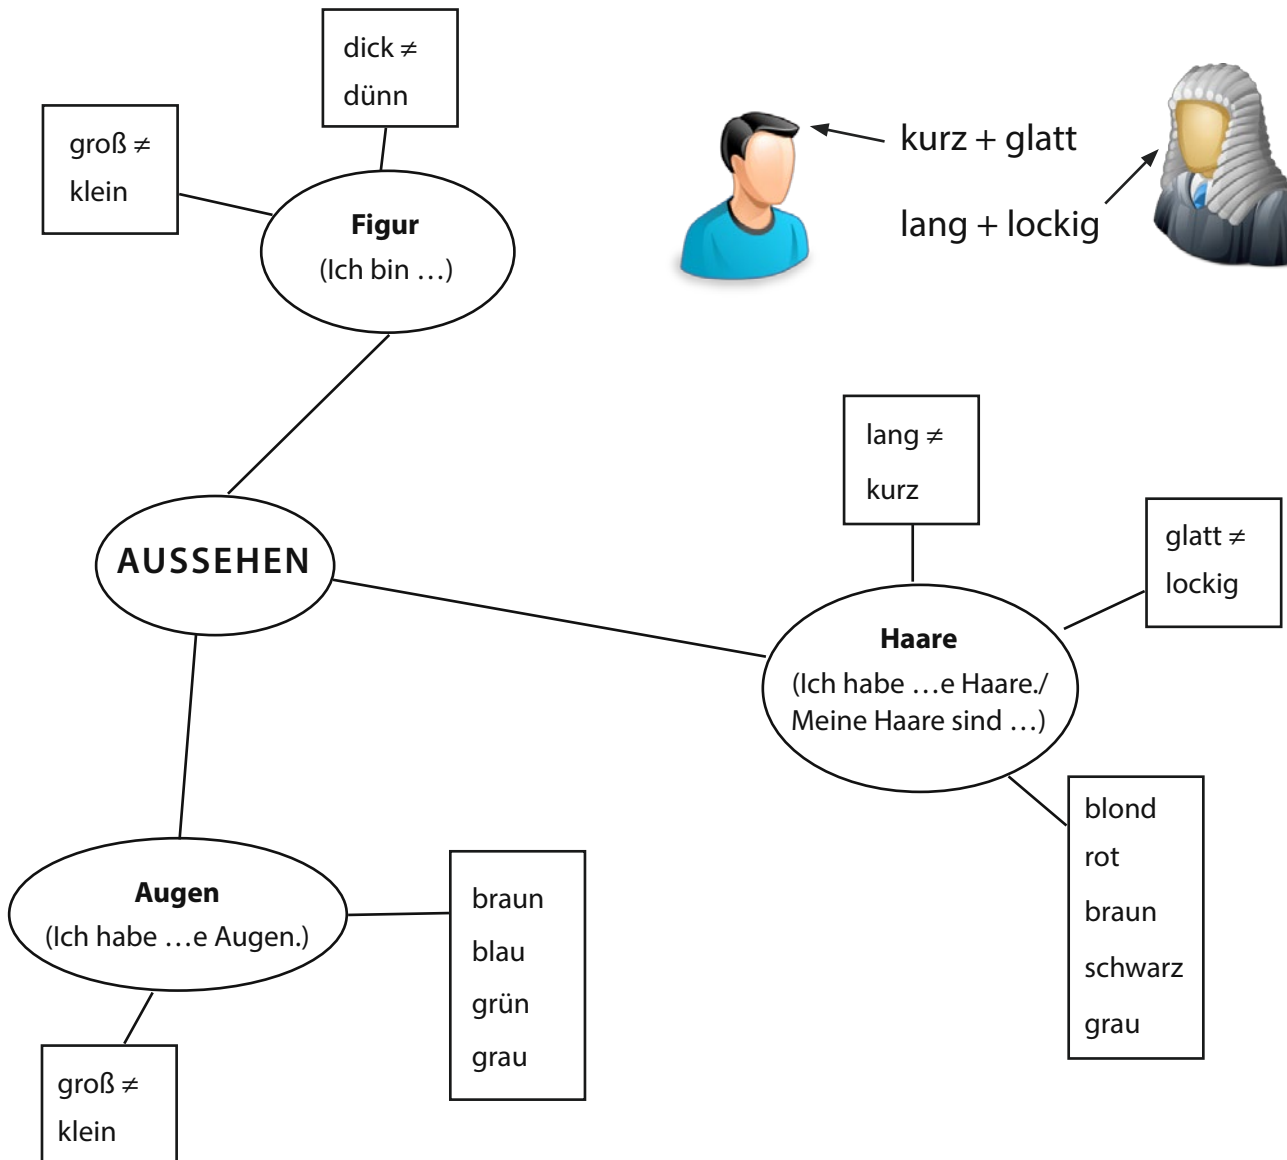 dick ≠
dünn
groß ≠
klein
Figur
(Ich bin …)
kurz + glatt
lang + lockig
AUSSEHEN
lang ≠
kurz
glatt ≠
lockig
Haare
(Ich habe …e Haare./
Meine Haare sind …)
blond
rot
braun
schwarz
grau
Augen
(Ich habe …e Augen.)
braun
blau
grün
grau
groß ≠
klein